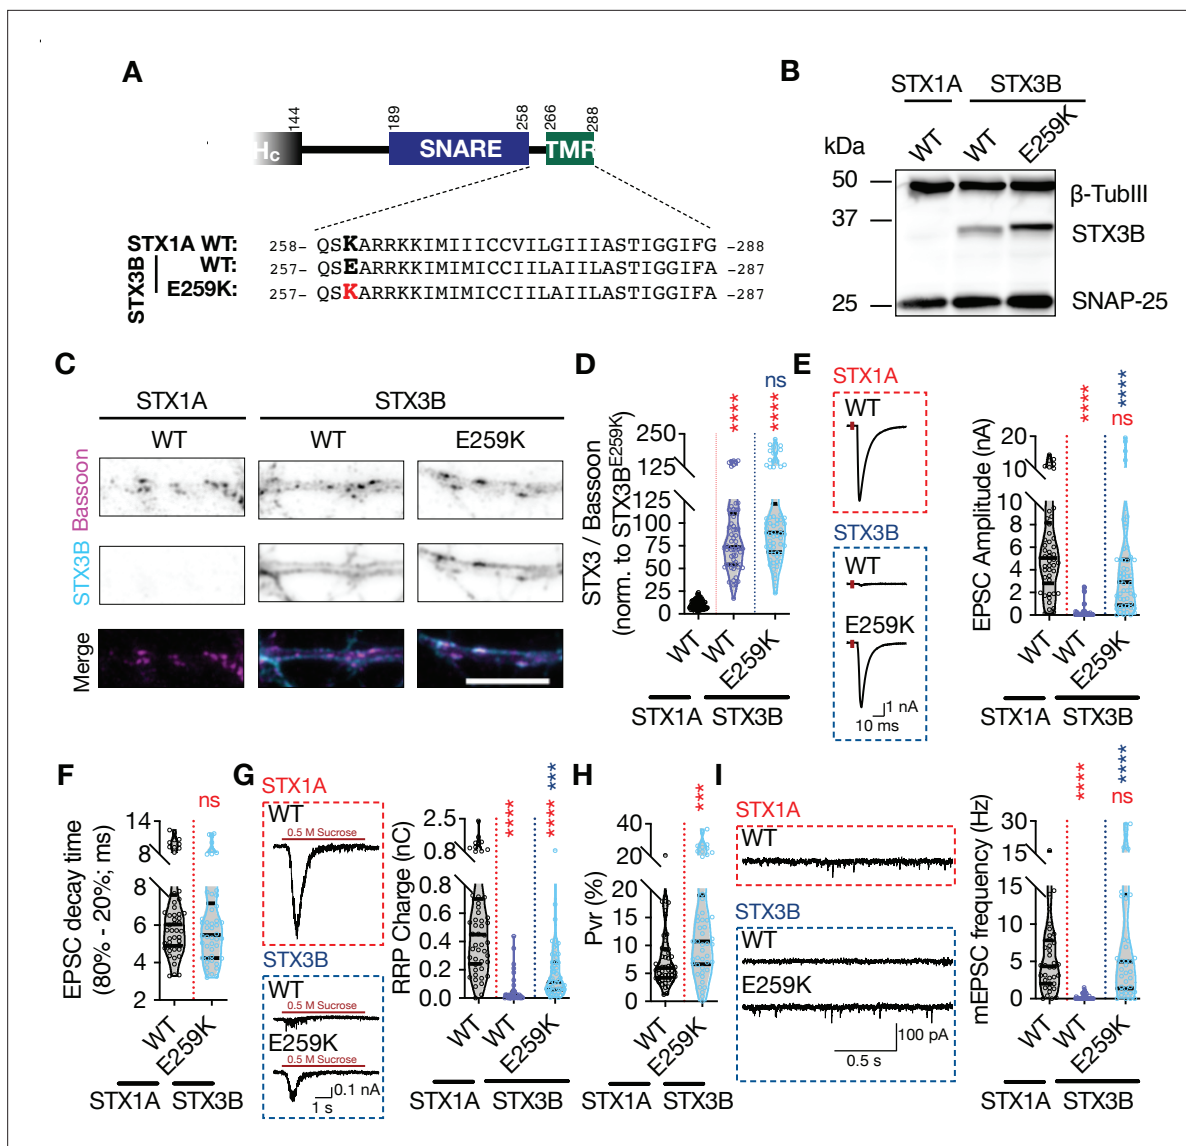 A
144
189
258
266
288
Hc
SNARE
TMR
STX1A WT: 258- QSKARRKKIMIIICCVILGIIIASTIGGIFG -288
STX3B
WT: 257- QSEARRKKIMIMICCIILAIILASTIGGIFA -287
E259K: 257- QSKARRKKIMIMICCIILAIILASTIGGIFA -287
B
STX1A STX3B
WT WT E259K
kDa
50
37
25
β-TubIII
STX3B
SNAP-25
C
STX1A STX3B
WT WT E259K
Bassoon
STX3B
Merge
D
STX3 / Bassoon
(norm. to STX3B^E259K)
250
125
125
100
75
50
25
0
****
ns
****
WT WT E259K
STX1A STX3B
E
STX1A
WT
STX3B
WT
E259K
1 nA
10 ms
EPSC Amplitude (nA)
20
10
10
8
6
4
2
0
****
****
ns
WT WT E259K
STX1A STX3B
F
EPSC decay time
(80% - 20%; ms)
14
8
8
6
4
2
ns
WT E259K
STX1A STX3B
G
STX1A
WT
0.5 M Sucrose
STX3B
WT
0.5 M Sucrose
E259K
0.5 M Sucrose
0.1 nA
1 s
RRP Charge (nC)
2.5
0.8
0.8
0.6
0.4
0.2
0.0
****
***
****
WT WT E259K
STX1A STX3B
H
Pvr (%)
40
20
20
15
10
5
0
***
WT E259K
STX1A STX3B
I
STX1A
WT
STX3B
WT
E259K
100 pA
0.5 s
mEPSC frequency (Hz)
30
15
15
10
5
0
****
****
ns
WT WT E259K
STX1A STX3B